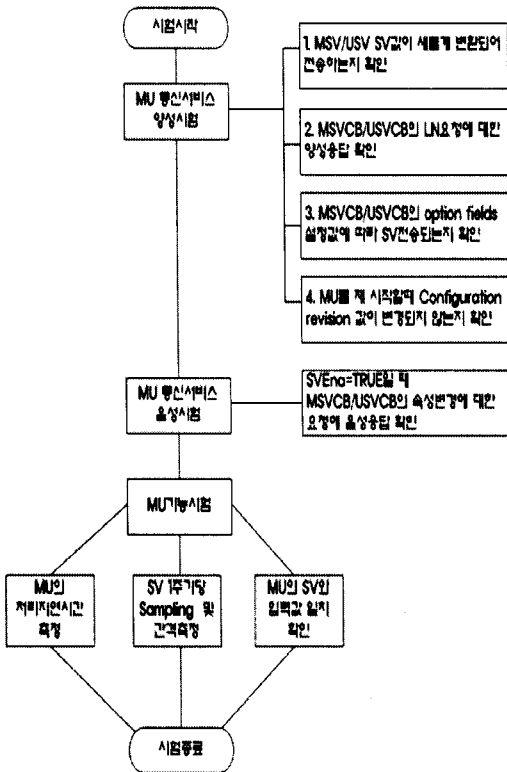 시험시작
MU 통신서비스
양성시험
1. MSV/USV SV값이 새롭게 변환되어
전송하는지 확인
2. MSVCB/USVCB의 LN요청에 대한
양성응답 확인
3. MSVCB/USVCB의 option fields
설정값에 따라 SV전송되는지 확인
4. MU를 재 시작할때 Configuration
revision 값이 변경되지 않는지 확인
MU 통신서비스
음성시험
SVEna=TRUE일 때
MSVCB/USVCB의 속성변경에 대한
요청에 음성응답 확인
MU기능시험
MU의
처리지연시간
측정
SV 1주기당
Sampling 및
간격측정
MU의 SV와
입력값 일치
확인
시험종료